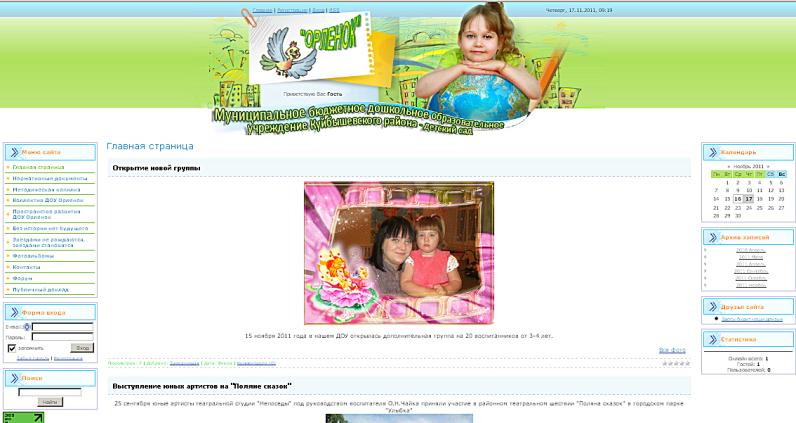 Главная | Регистрация | Вход | RSS
Четверг, 17.11.2011, 09:19
"ОРЛЕНОК"
Приветствую Вас Гость
Муниципальное бюджетное дошкольное образовательное
учреждение Куйбышевского района - детский сад
Меню сайта
Главная страница
Нормативные документы
Методическая копилка
Коллектив ДОУ Орленок
Пространство развития
ДОУ Орленок
Без истории нет будущего
Звездами не рождаются,
звездами становятся
Фотоальбомы
Контакты
Форум
Публичный доклад
Форма входа
E-mail:
Пароль:
запомнить
Вход
Забыл пароль | Регистрация
Поиск
Найти
Главная страница
Открытие новой группы
15 ноября 2011 года в нашем ДОУ открылась дополнительная группа на 20 воспитанников от 3-4 лет.
Все фото
Выступление юных артистов на "Поляне сказок"
25 сентября юные артисты театральной студии "Непоседы" под руководством воспитателя О.Н.Чайка приняли участие в районном театральном шествии "Поляна сказок" в городском парке
"Улыбка"
Календарь
« Ноябрь 2011 »
Пн Вт Ср Чт Пт Сб Вс
1 2 3 4 5 6
7 8 9 10 11 12 13
14 15 16 17 18 19 20
21 22 23 24 25 26 27
28 29 30
Архив записей
2010 Апрель
2011 Апрель
2011 Сентябрь
2011 Октябрь
2011 Ноябрь
Друзья сайта
Здесь будет наши друзья
Статистика
Онлайн всего: 1
Гостей: 1
Пользователей: 0